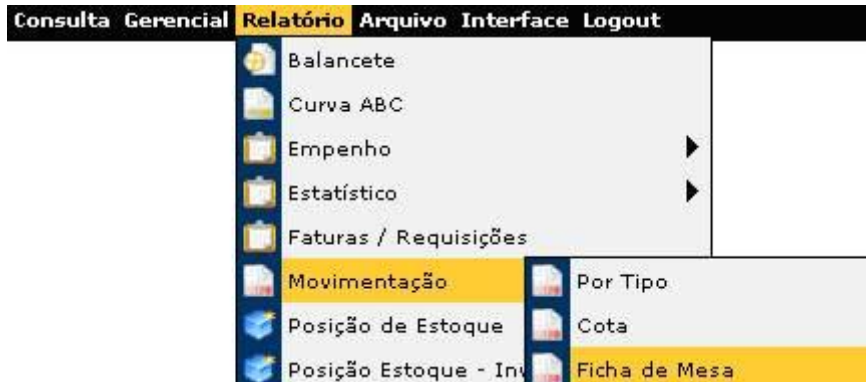 Consulta Gerencial Relatório Arquivo Interface Logout
Balancete
Curva ABC
Empenho
Estatístico
Faturas / Requisições
Movimentação
Por Tipo
Posição de Estoque
Cota
Posição Estoque -
Ficha de Mesa